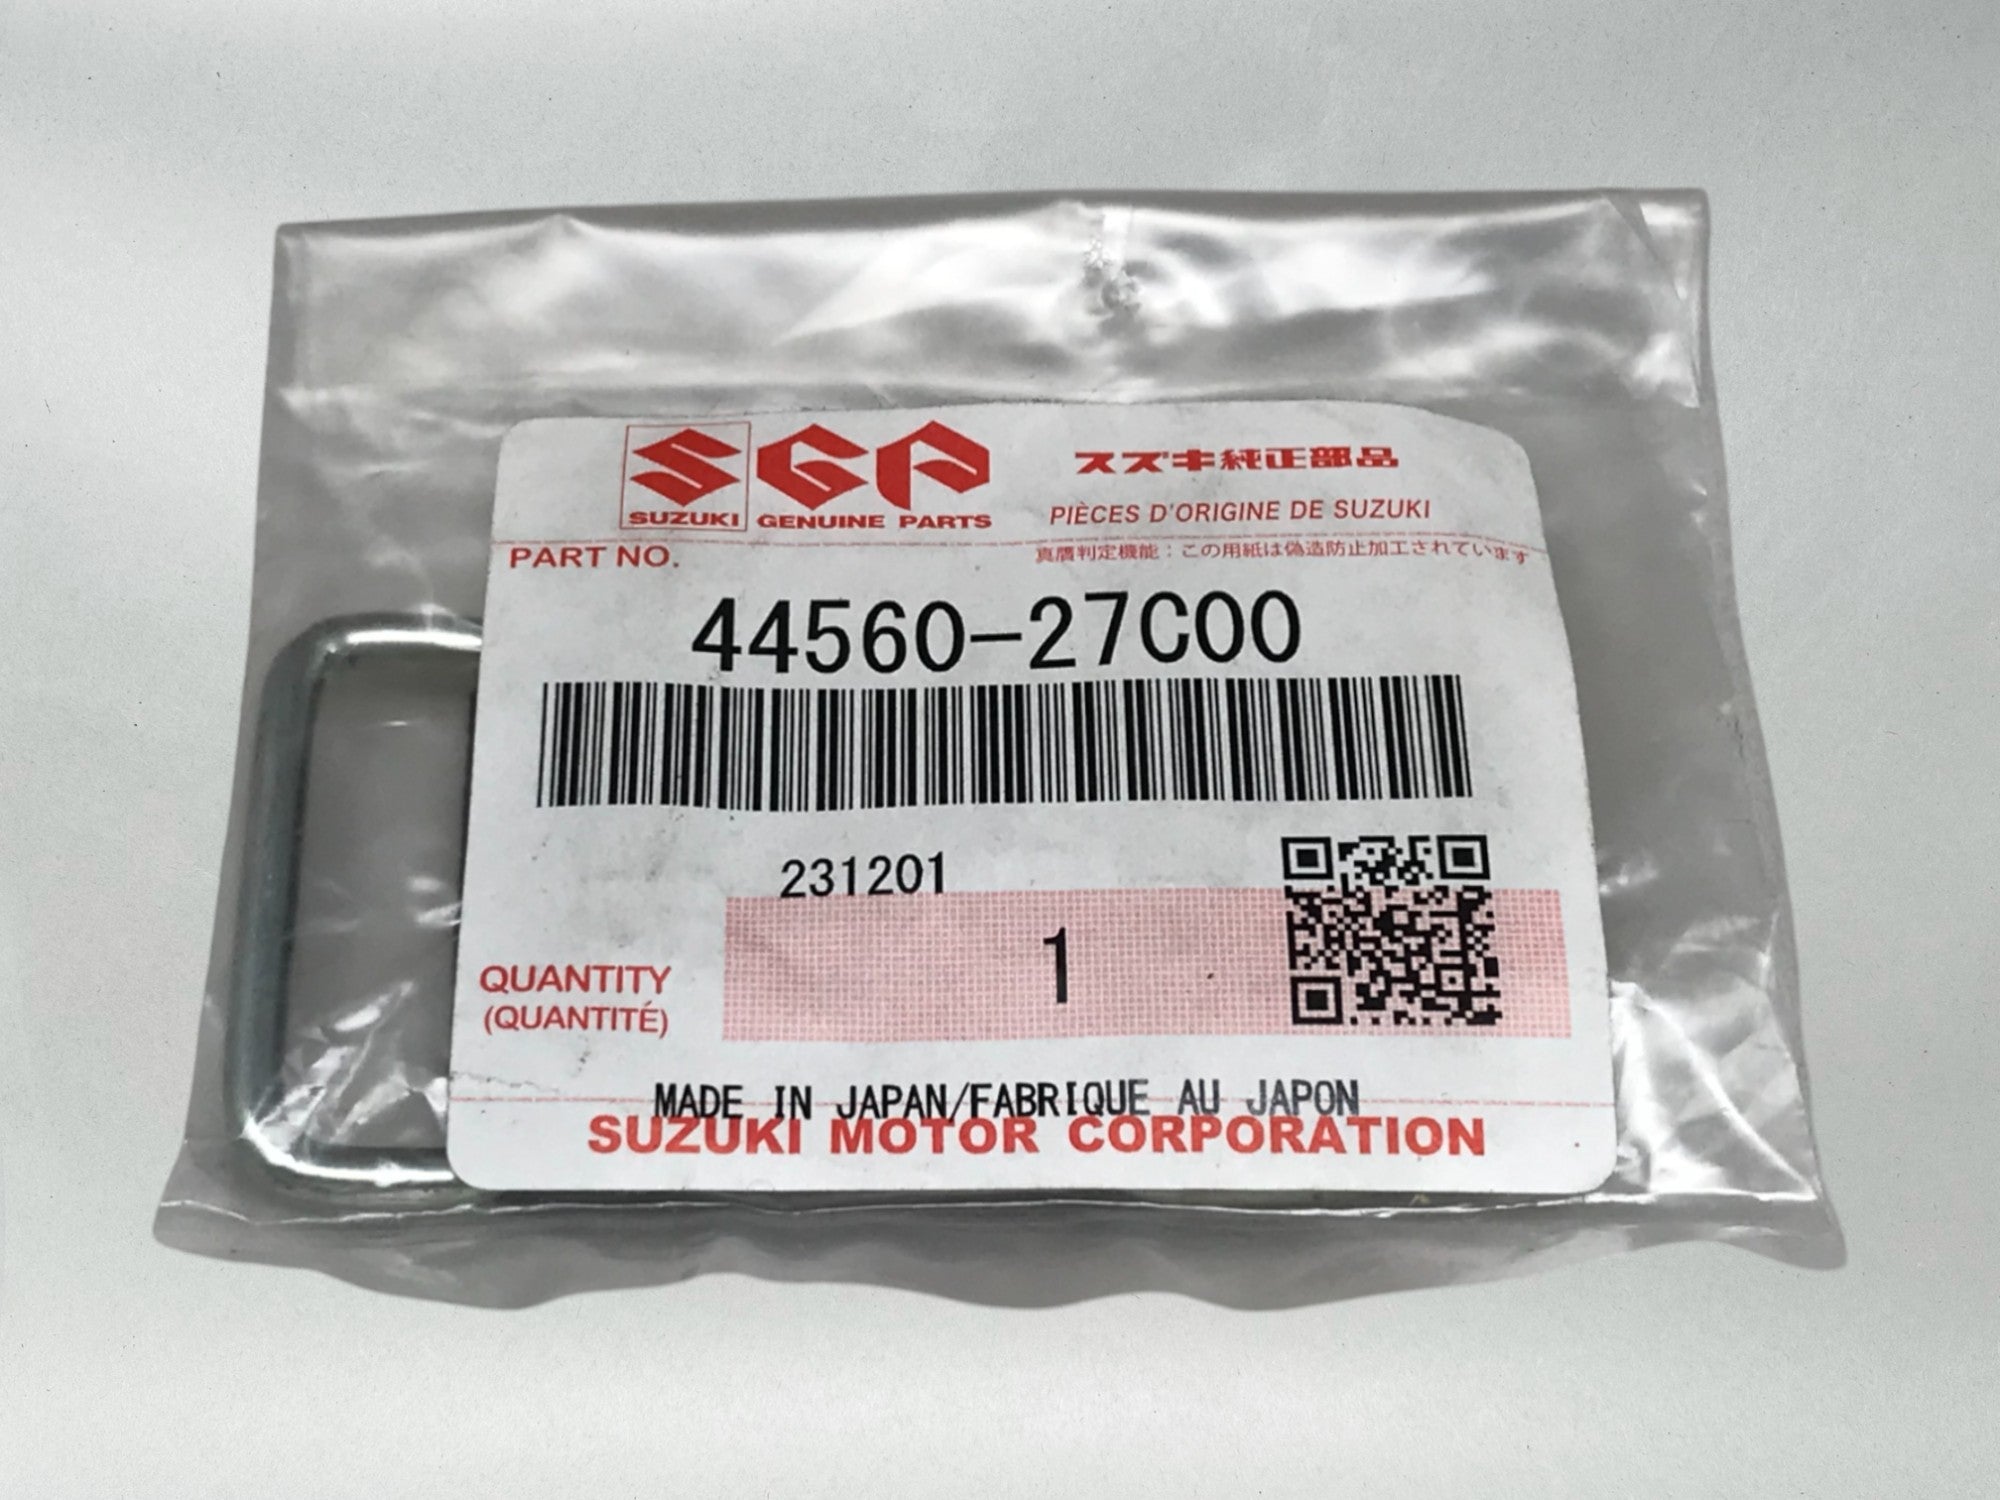 SGP スズキ純正部品
SUZUKI GENUINE PARTS PIÈCES D'ORIGINE DE SUZUKI
PART NO. 真贋判定機能：この用紙は偽造防止加工されています
44560-27C00
231201
1
QUANTITY
(QUANTITÉ)
MADE IN JAPAN/FABRIQUE AU JAPON
SUZUKI MOTOR CORPORATION